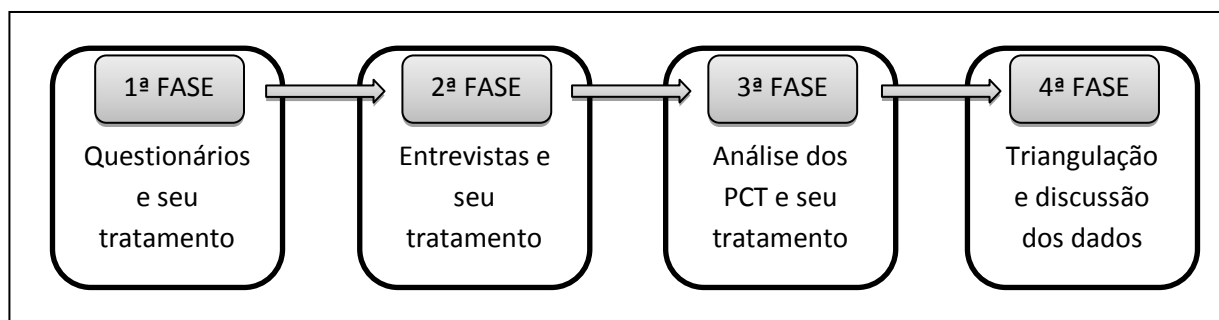 1ª FASE
Questionários
e seu
tratamento
2ª FASE
Entrevistas e
seu
tratamento
3ª FASE
Análise dos
PCT e seu
tratamento
4ª FASE
Triangulação
e discussão
dos dados